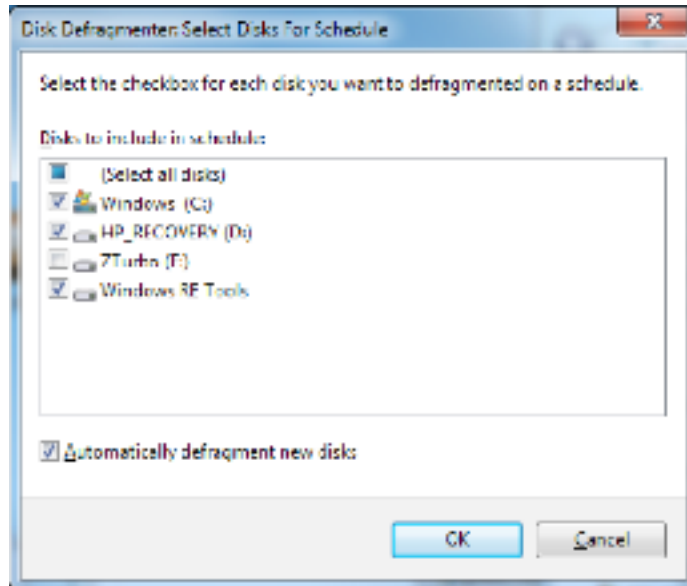 Disk Defragmenter: Select Disks For Schedule
Select the checkbox for each disk you want to defragmented on a schedule.
Disks to include in schedule:
(Select all disks)
Windows (C:)
HP_RECOVERY (D:)
ZTurbo
Windows RE Tools
Automatically defragment new disks
OK
Cancel